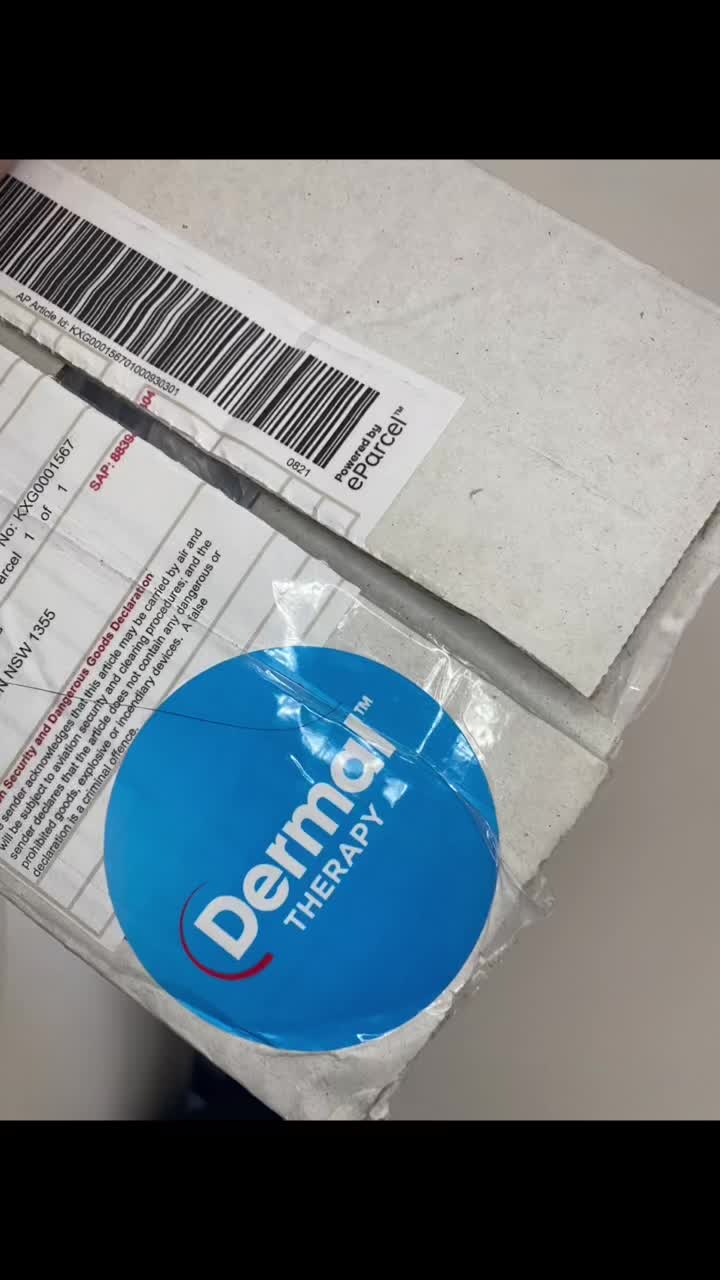 AP Article Id: KXG000156701000930301
0821
Powered by
eParcel™
SAP: 8839
504
No: KXG0001567
arcel 1 of 1
N NSW 1355
n Security and Dangerous Goods Declaration
sender acknowledges that this article may be carried by air and
will be subject to aviation security and clearing procedures; and the
sender declares that the article does not contain any dangerous or
prohibited goods, explosive or incendiary devices. A false
declaration is a criminal offence.
Dermal™
THERAPY